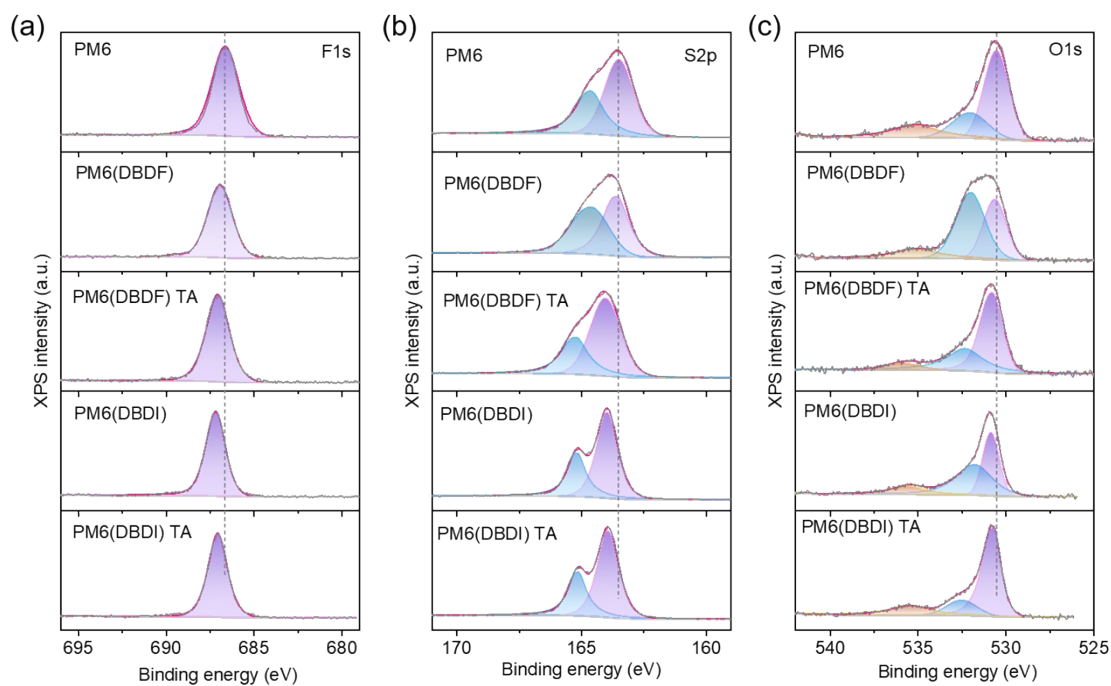 (a)
XPS intensity (a.u.)
PM6
F1s
PM6(DBDF)
PM6(DBDF) TA
PM6(DBDI)
PM6(DBDI) TA
695
690
685
680
Binding energy (eV)
(b)
XPS intensity (a.u.)
PM6
S2p
PM6(DBDF)
PM6(DBDF) TA
PM6(DBDI)
PM6(DBDI) TA
170
165
160
Binding energy (eV)
(c)
XPS intensity (a.u.)
PM6
O1s
PM6(DBDF)
PM6(DBDF) TA
PM6(DBDI)
PM6(DBDI) TA
540
535
530
525
Binding energy (eV)